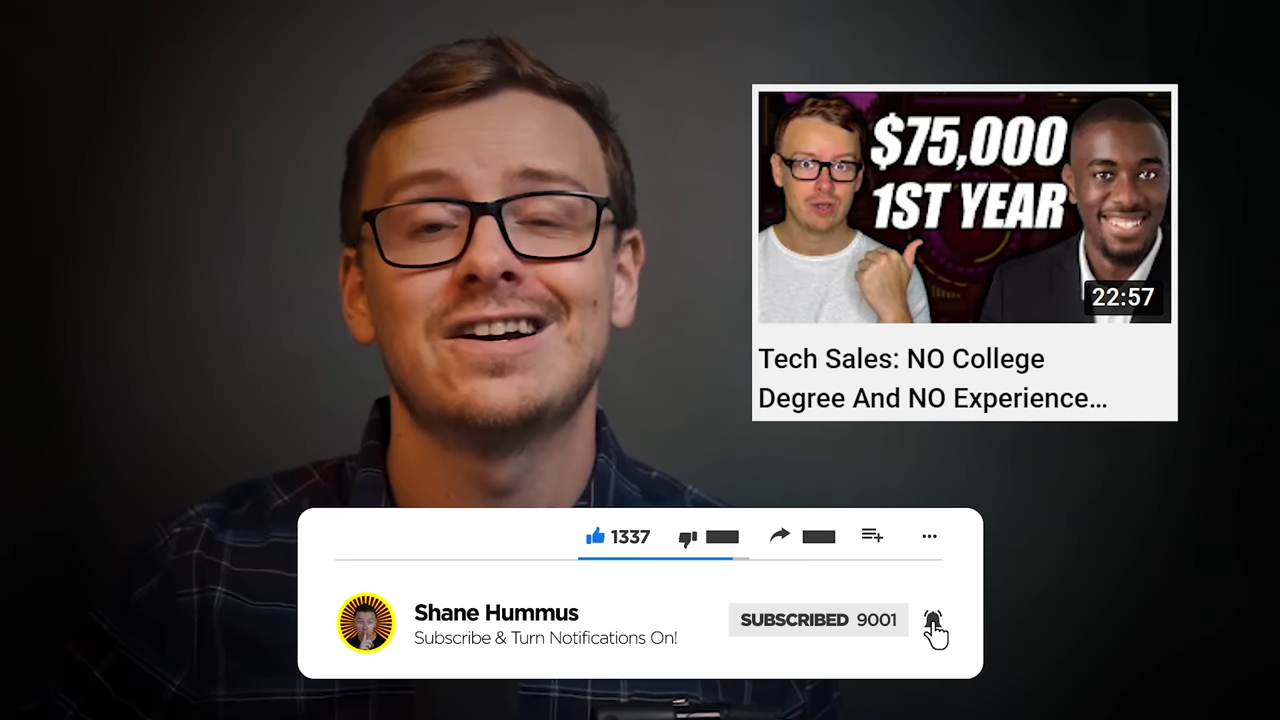 $75,000
1ST YEAR
22:57
Tech Sales: NO College
Degree And NO Experience...
1337
Shane Hummus
Subscribe & Turn Notifications On!
SUBSCRIBED 9001